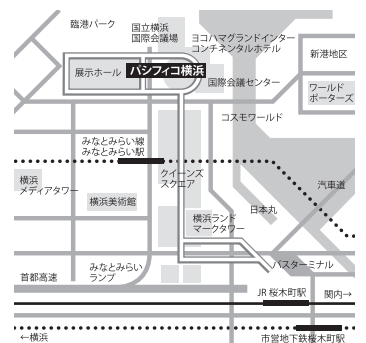 臨港パーク
国立横浜
国際会議場
ヨコハマグランドインター
コンチネンタルホテル
新港地区
展示ホール
パシフィコ横浜
国際会議センター
ワールド
ポーターズ
コスモワールド
みなとみらい線
みなとみらい駅
クイーンズ
スクエア
横浜
メディアタワー
汽車道
横浜美術館
日本丸
横浜ランド
マークタワー
みなとみらい
ランプ
バスターミナル
首都高速
JR 桜木町駅
関内→
←横浜
市営地下鉄桜木町駅